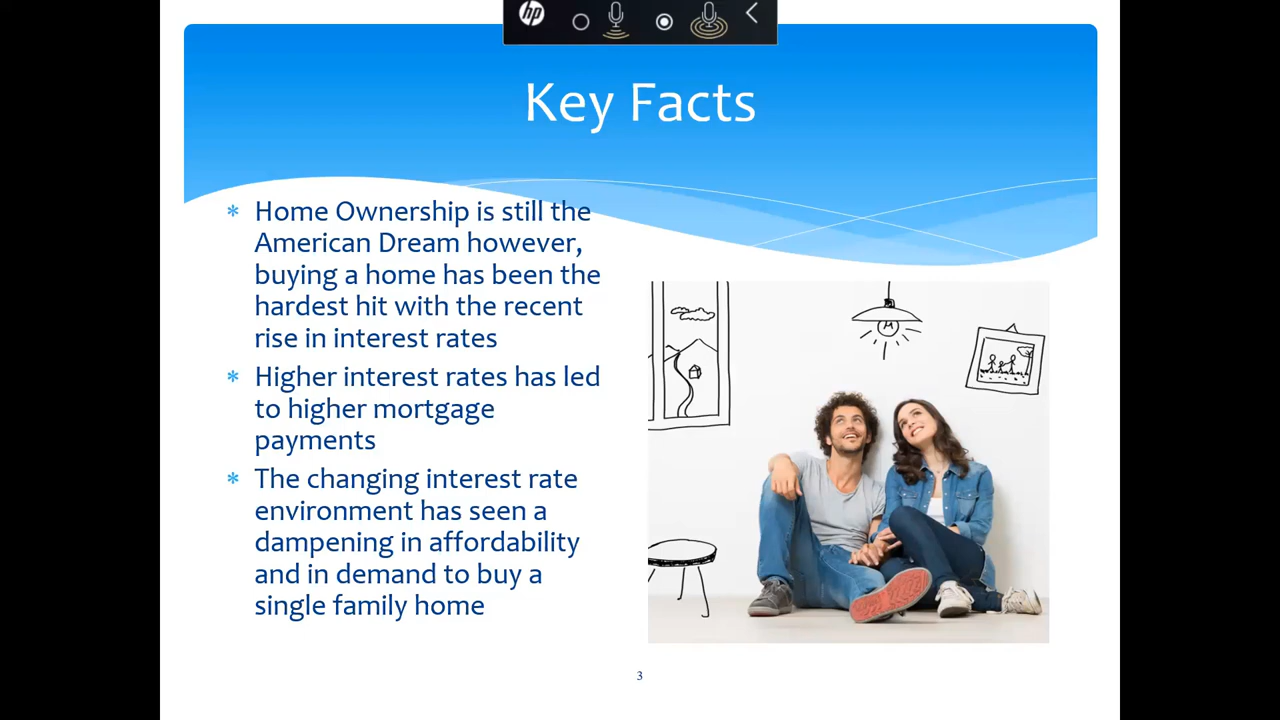 hp
Key Facts
Home Ownership is still the
American Dream however,
buying a home has been the
hardest hit with the recent
rise in interest rates
Higher interest rates has led
to higher mortgage
payments
The changing interest rate
environment has seen a
dampening in affordability
and in demand to buy a
single family home
3